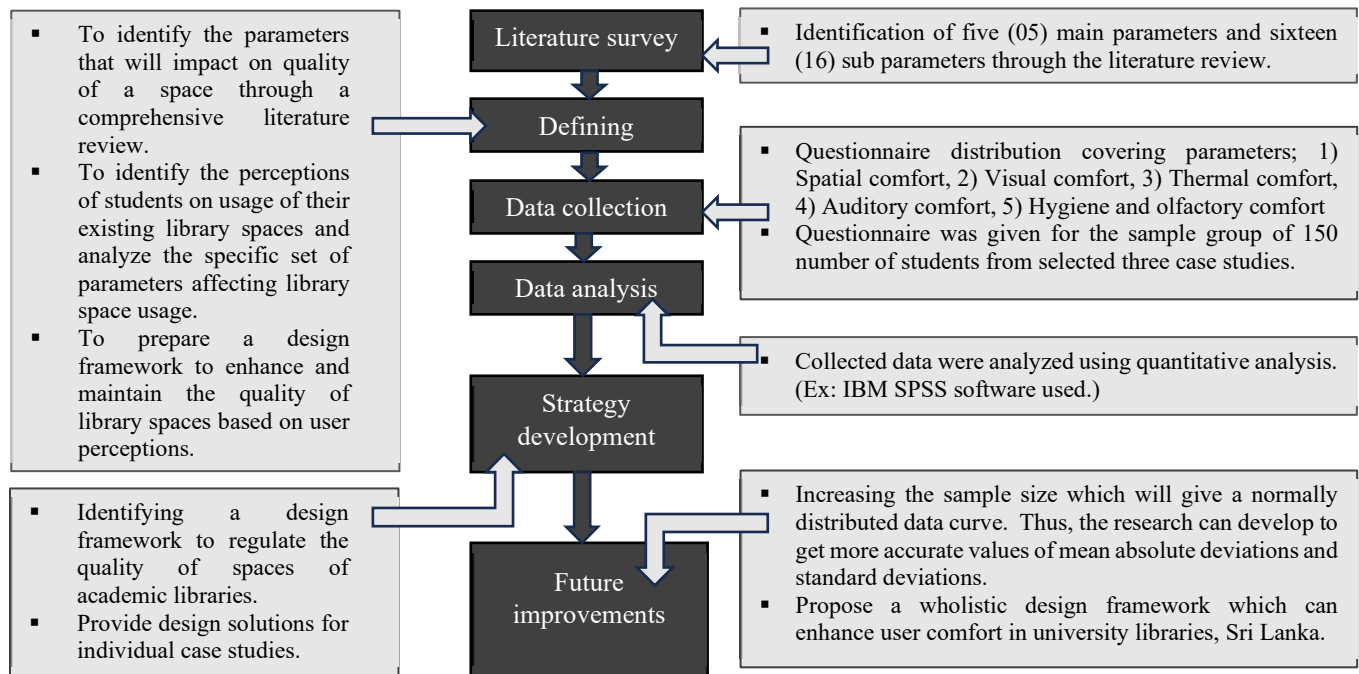 ▪ To identify the parameters
that will impact on quality
of a space through a
comprehensive literature
review.
▪ To identify the perceptions
of students on usage of their
existing library spaces and
analyze the specific set of
parameters affecting library
space usage.
▪ To prepare a design
framework to enhance and
maintain the quality of
library spaces based on user
perceptions.
▪ Identifying a design
framework to regulate the
quality of spaces of
academic libraries.
▪ Provide design solutions for
individual case studies.
Literature survey
Defining
Data collection
Data analysis
Strategy
development
Future
improvements
▪ Identification of five (05) main parameters and sixteen
(16) sub parameters through the literature review.
▪ Questionnaire distribution covering parameters; 1)
Spatial comfort, 2) Visual comfort, 3) Thermal comfort,
4) Auditory comfort, 5) Hygiene and olfactory comfort
▪ Questionnaire was given for the sample group of 150
number of students from selected three case studies.
▪ Collected data were analyzed using quantitative analysis.
(Ex: IBM SPSS software used.)
▪ Increasing the sample size which will give a normally
distributed data curve. Thus, the research can develop to
get more accurate values of mean absolute deviations and
standard deviations.
▪ Propose a wholistic design framework which can
enhance user comfort in university libraries, Sri Lanka.